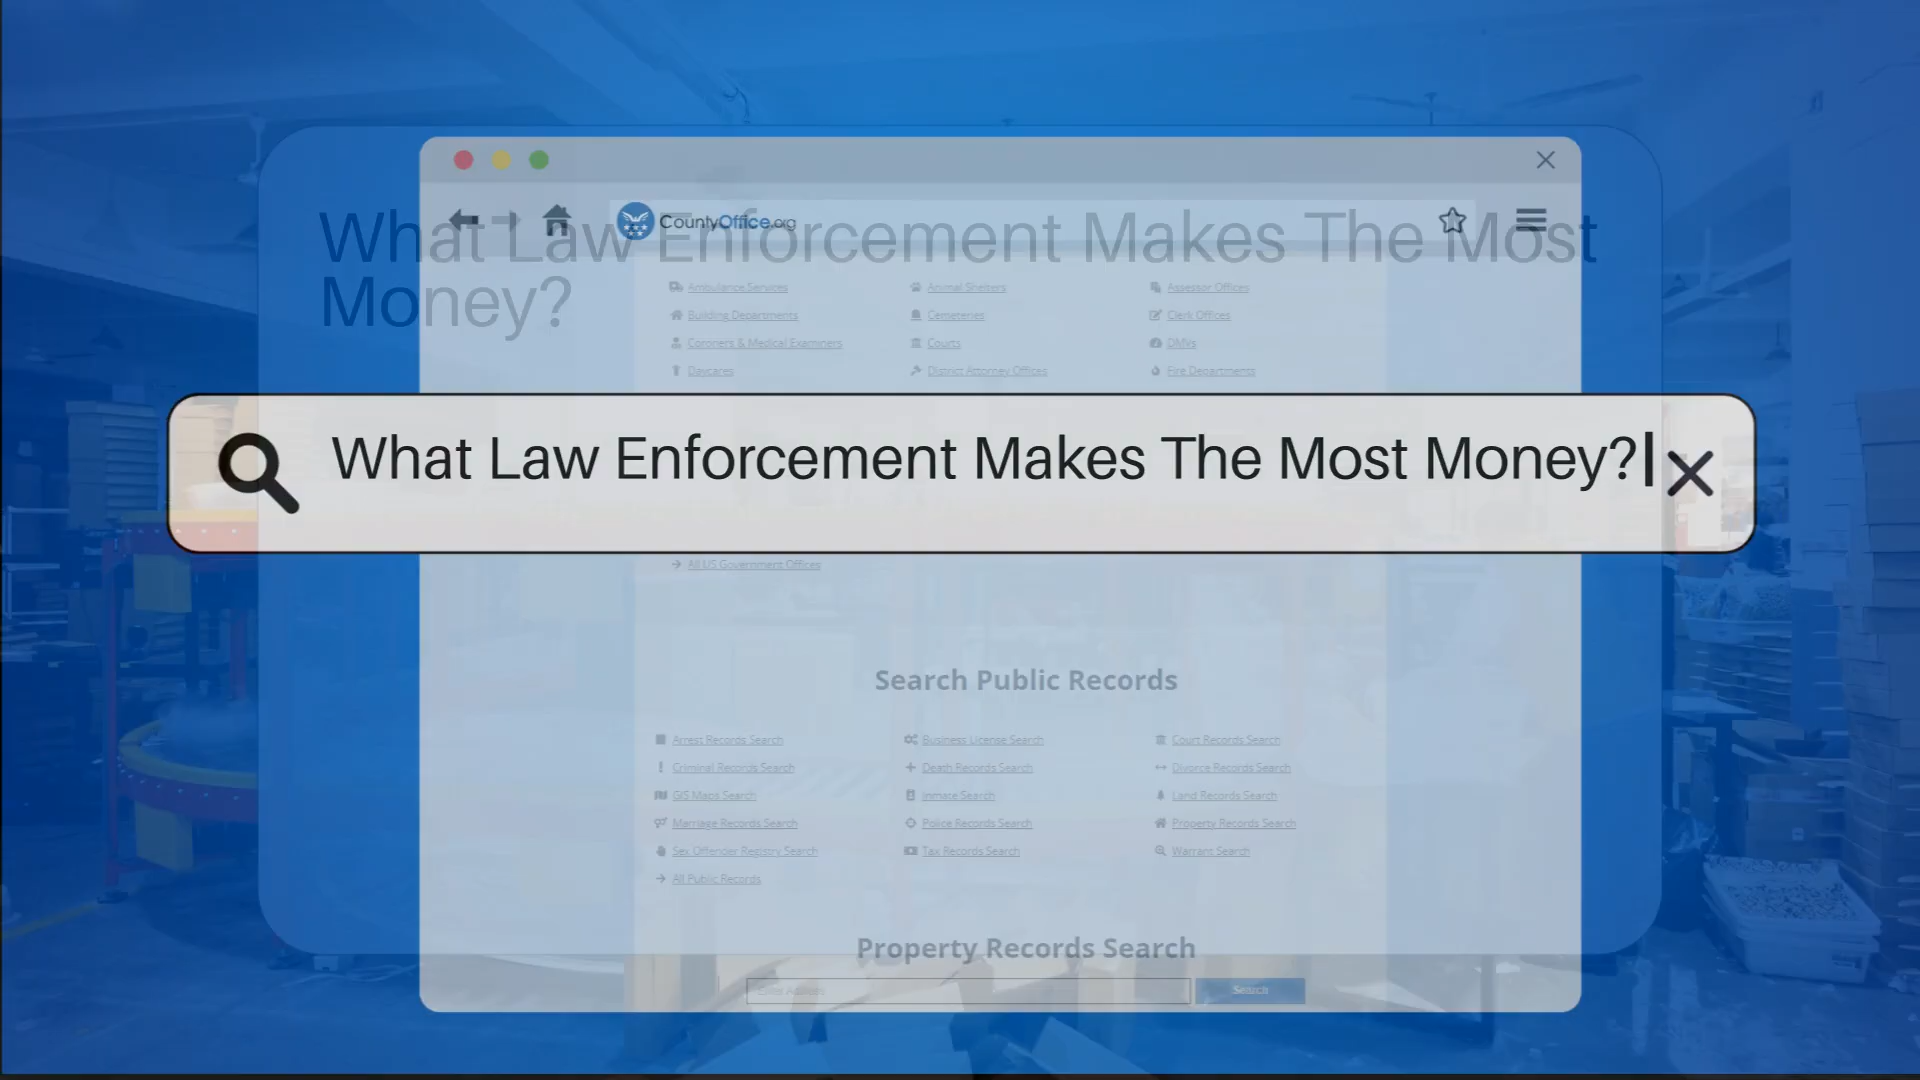 CountyOffice.org
What Law Enforcement Makes The Most
Money?
Ambulance Services Animal Shelters Assessor Offices
Building Departments Cemeteries Clerk Offices
Coroners & Medical Examiners Courts DMVs
Daycares District Attorney Offices Fire Departments
What Law Enforcement Makes The Most Money?
All US Government Offices
Search Public Records
Arrest Records Search Business License Search Court Records Search
Criminal Records Search Death Records Search Divorce Records Search
GIS Maps Search Inmate Search Land Records Search
Marriage Records Search Police Records Search Property Records Search
Sex Offender Registry Search Tax Records Search Warrant Search
All Public Records
Property Records Search
Enter Address Search